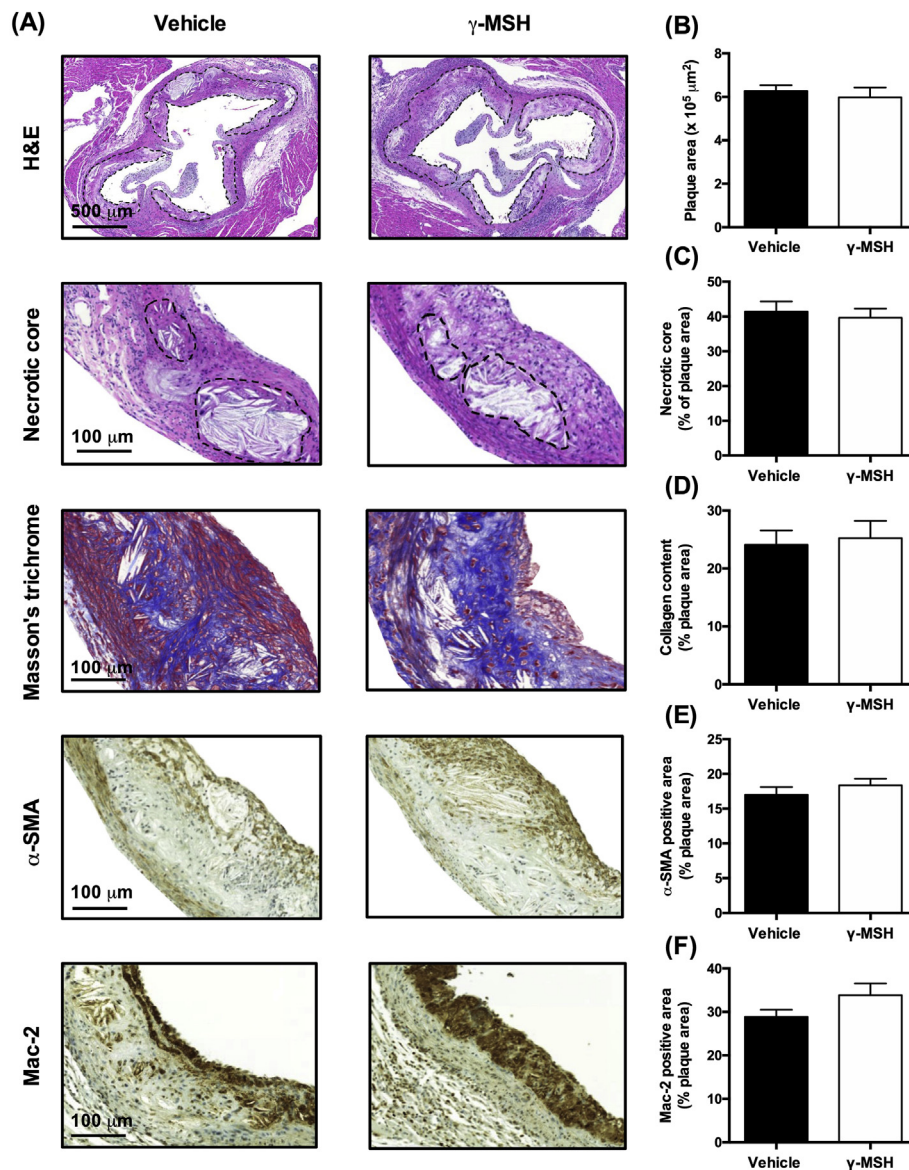 (A)
Vehicle
γ-MSH
H&E
500 μm
Necrotic core
100 μm
Masson's trichrome
100 μm
α-SMA
100 μm
Mac-2
100 μm
(B)
Plaque area (x 10⁵ μm²)
8
6
4
2
0
Vehicle
γ-MSH
(C)
Necrotic core
(% of plaque area)
50
40
30
20
10
0
Vehicle
γ-MSH
(D)
Collagen content
(% plaque area)
30
20
10
0
Vehicle
γ-MSH
(E)
α-SMA positive area
(% plaque area)
25
20
15
10
5
0
Vehicle
γ-MSH
(F)
Mac-2 positive area
(% plaque area)
40
30
20
10
0
Vehicle
γ-MSH